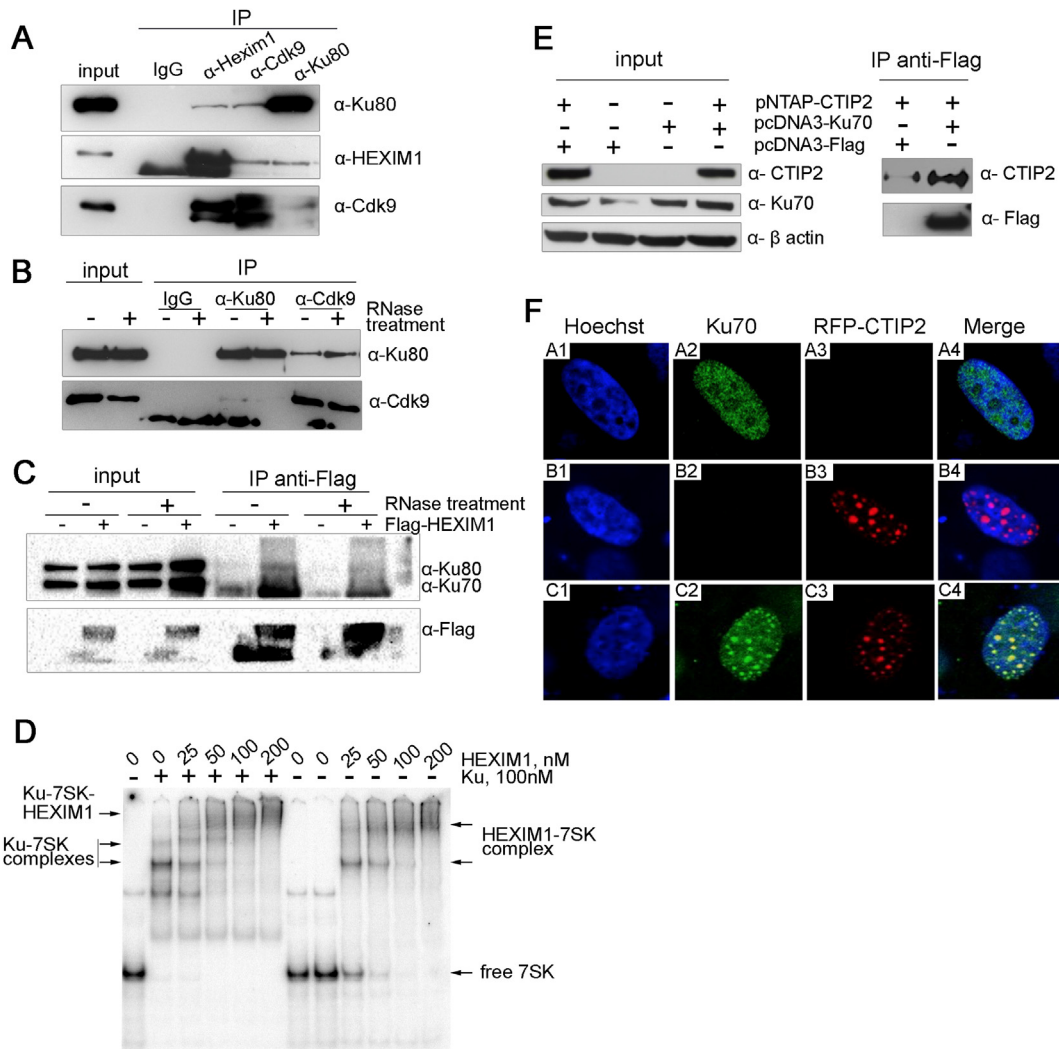 A
IP
input IgG α-Hexim1 α-Cdk9 α-Ku80
α-Ku80
α-HEXIM1
α-Cdk9
B
input IP
IgG α-Ku80 α-Cdk9
- + - + - + - + RNase treatment
α-Ku80
α-Cdk9
C
input IP anti-Flag
- + - + RNase treatment
- + - + - + - + Flag-HEXIM1
α-Ku80
α-Ku70
α-Flag
D
0 0 25 50 100 200 0 0 25 50 100 200 HEXIM1, nM
- + + + + + - - - - - - Ku, 100nM
Ku-7SK-
HEXIM1
Ku-7SK
complexes
HEXIM1-7SK
complex
free 7SK
E
input IP anti-Flag
+ - - + pNTAP-CTIP2 + +
- - + + pcDNA3-Ku70 - +
+ + - - pcDNA3-Flag + -
α- CTIP2 α- CTIP2
α- Ku70 α- Flag
α- β actin
F
Hoechst Ku70 RFP-CTIP2 Merge
A1 A2 A3 A4
B1 B2 B3 B4
C1 C2 C3 C4